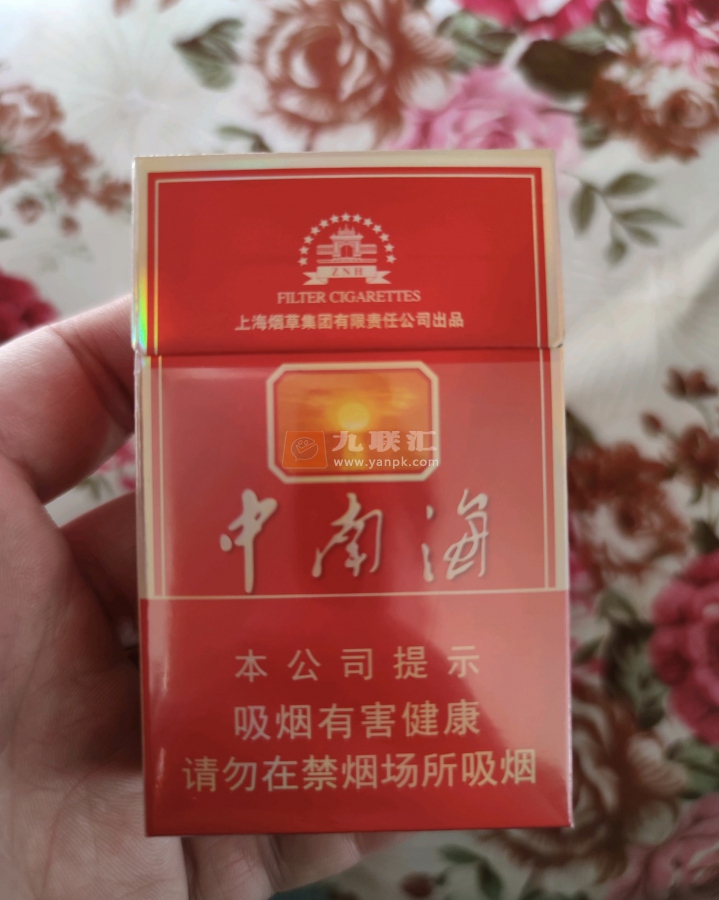 ZNH
FILTER CIGARETTES
上海烟草集团有限责任公司出品
九联汇
www.yanpk.com
中南海
本公司提示
吸烟有害健康
请勿在禁烟场所吸烟